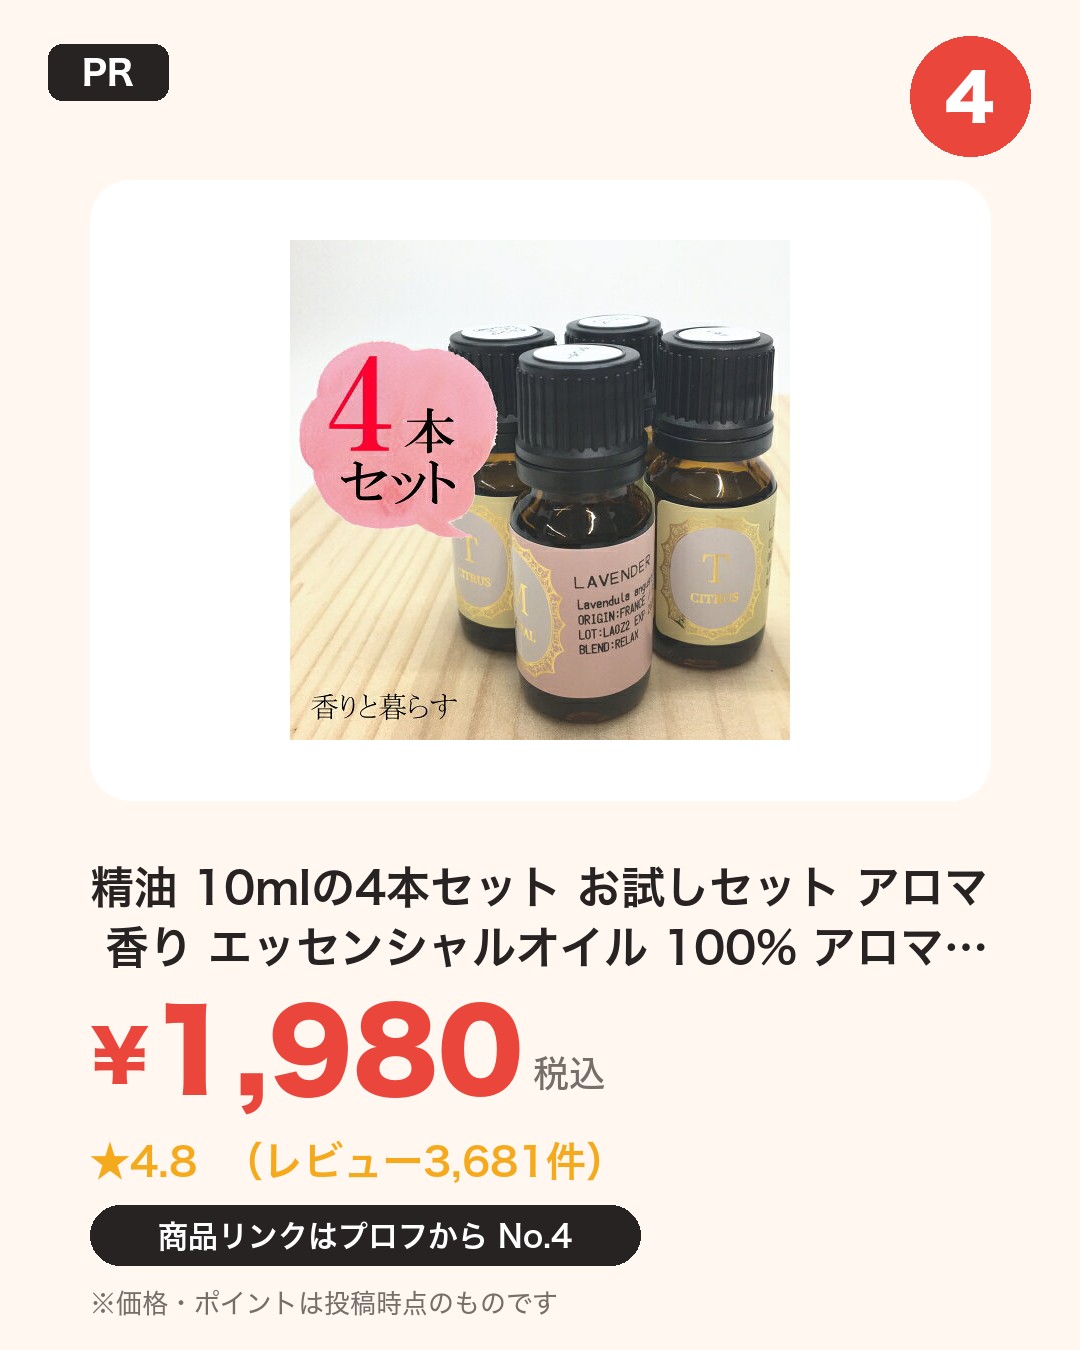 PR
4
4本
セット
T
CITRUS
LAVENDER
ORIGIN:FRANCE
LOT:LA0Z2 EXP
BLEND:RELAX
T
CITRUS
香りと暮らす
精油 10mlの4本セット お試しセット アロマ
香り エッセンシャルオイル 100% アロマ…
¥1,980 税込
★4.8 （レビュー3,681件）
商品リンクはプロフから No.4
※価格・ポイントは投稿時点のものです